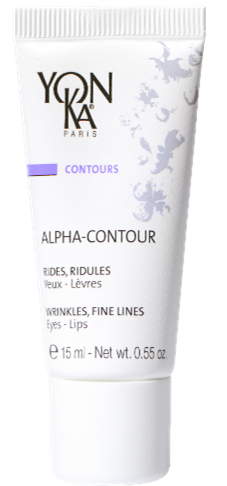 YON
KA®
PARIS
CONTOURS
ALPHA-CONTOUR
RIDES, RIDULES
Yeux - Lèvres
WRINKLES, FINE LINES
Eyes - Lips
℮ 15 ml - Net wt. 0.55 oz.